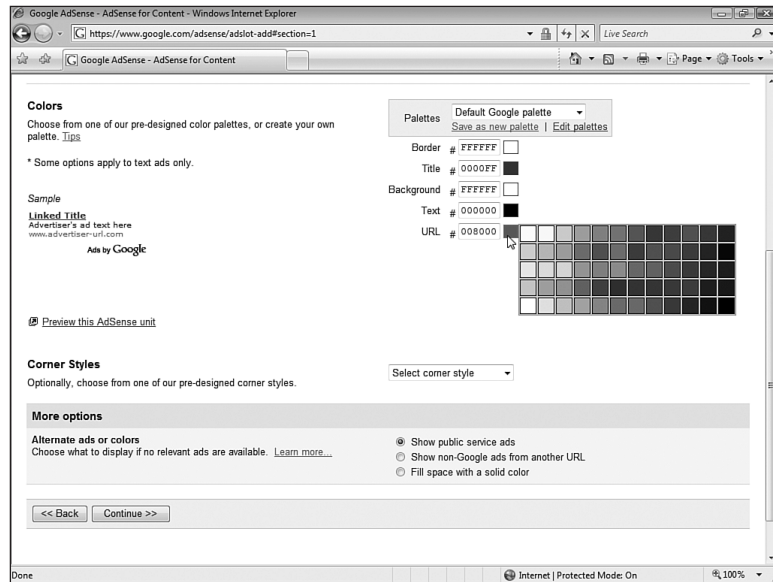 Google AdSense - AdSense for Content - Windows Internet Explorer
https://www.google.com/adsense/adslot-add#section=1
Live Search
Google AdSense - AdSense for Content
Page
Tools
Colors
Choose from one of our pre-designed color palettes, or create your own
palette. Tips
* Some options apply to text ads only.
Sample
Linked Title
Advertiser's ad text here
www.advertiser-url.com
Ads by Google
Preview this AdSense unit
Palettes Default Google palette
Save as new palette | Edit palettes
Border # FFFFFF
Title # 0000FF
Background # FFFFFF
Text # 000000
URL # 008000
Corner Styles
Optionally, choose from one of our pre-designed corner styles.
Select corner style
More options
Alternate ads or colors
Choose what to display if no relevant ads are available. Learn more...
Show public service ads
Show non-Google ads from another URL
Fill space with a solid color
<< Back Continue >>
Done Internet | Protected Mode: On 100%